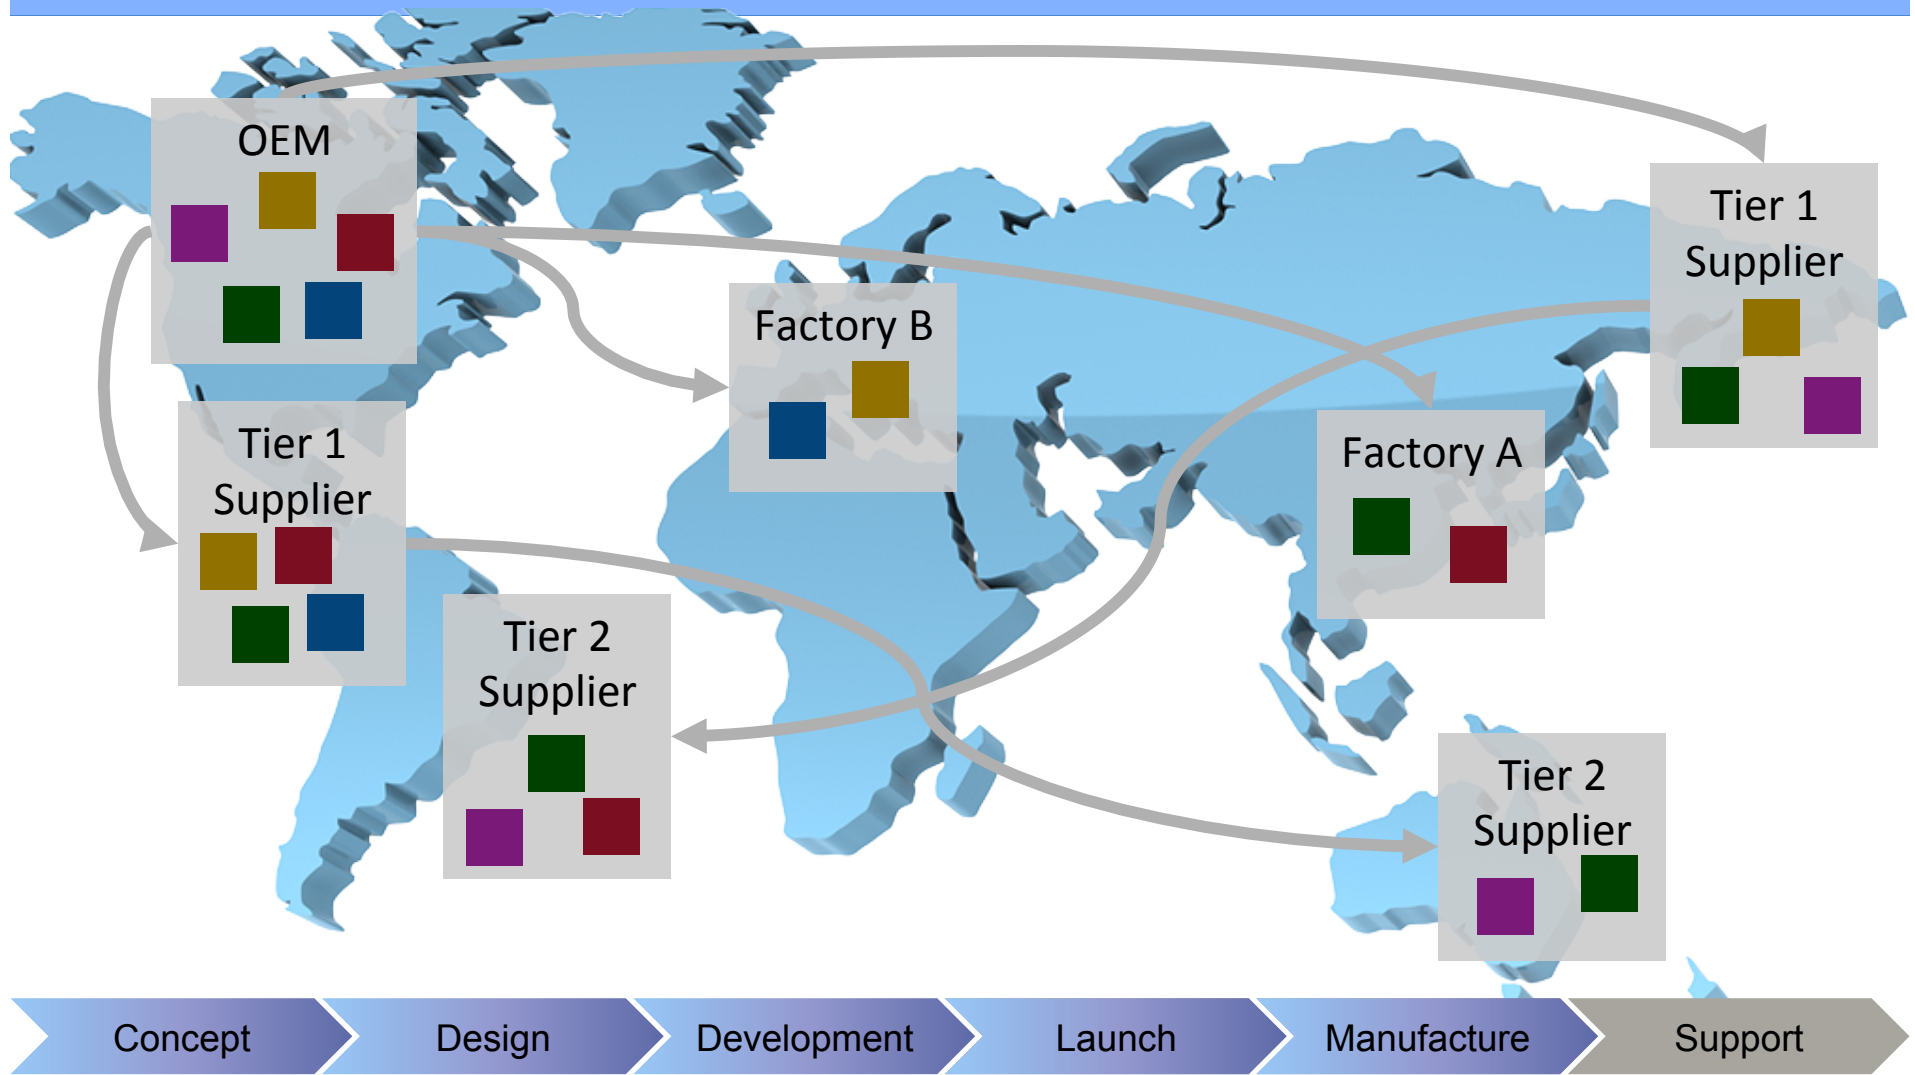 OEM
Tier 1
Supplier
Factory B
Factory A
Tier 1
Supplier
Tier 2
Supplier
Tier 2
Supplier
Concept
Design
Development
Launch
Manufacture
Support